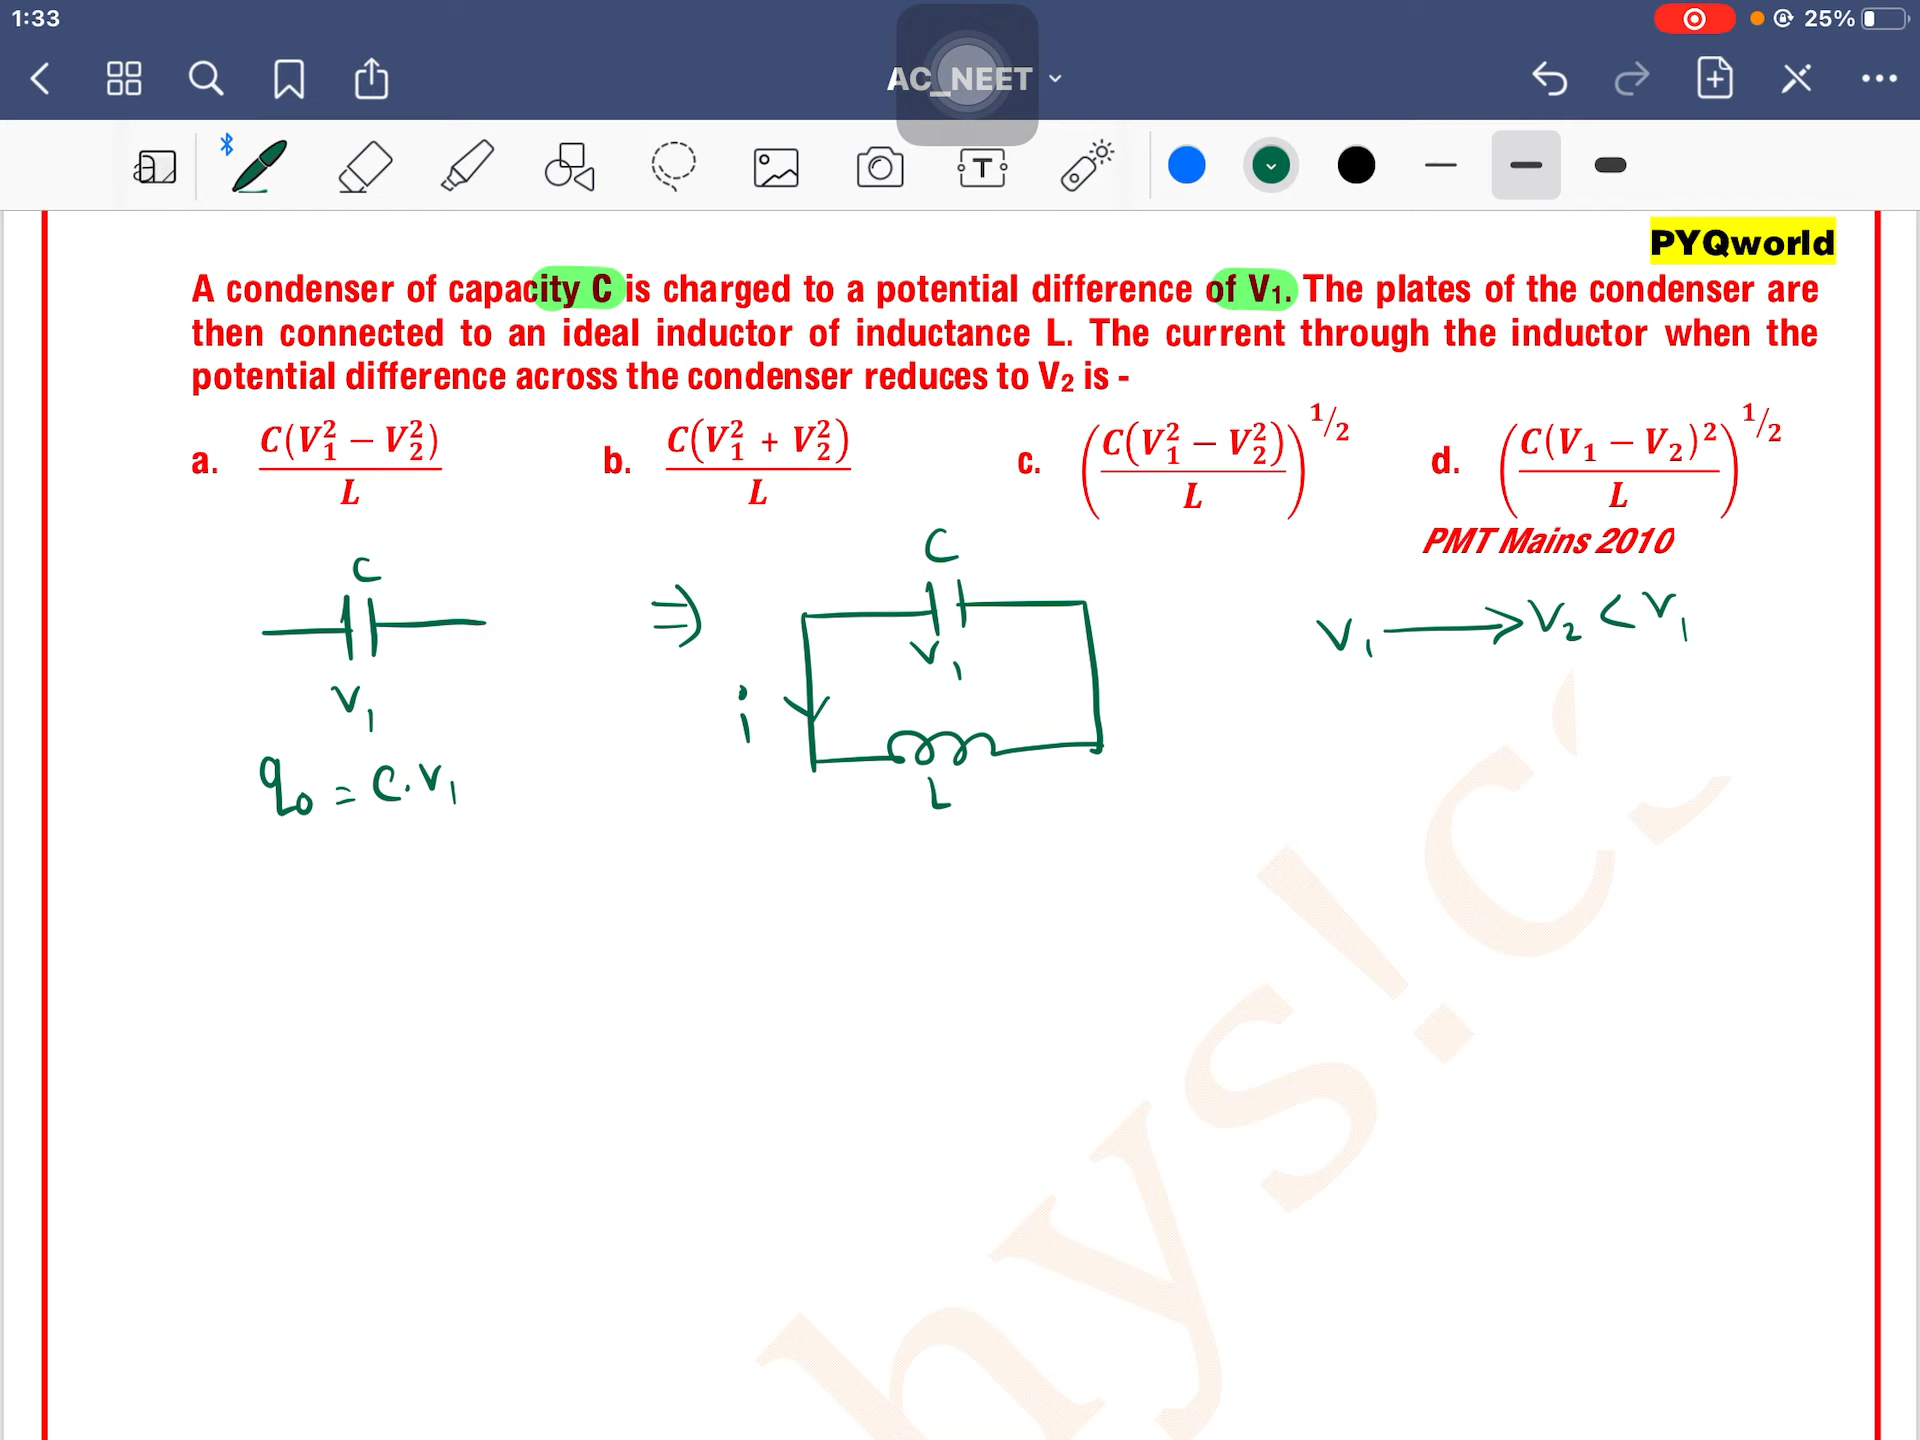 1:33
25%
AC_NEET
PYQworld
A condenser of capacity C is charged to a potential difference of V₁. The plates of the condenser are
then connected to an ideal inductor of inductance L. The current through the inductor when the
potential difference across the condenser reduces to V₂ is -
a. C(V₁² − V₂²)/L b. C(V₁² + V₂²)/L c. (C(V₁² − V₂²)/L)^1/2 d. (C(V₁ − V₂)²/L)^1/2
PMT Mains 2010
C
V₁
q₀ = C.V₁
⇒
C
V₁
i
L
V₁ ⟶ V₂ < V₁
hys!c